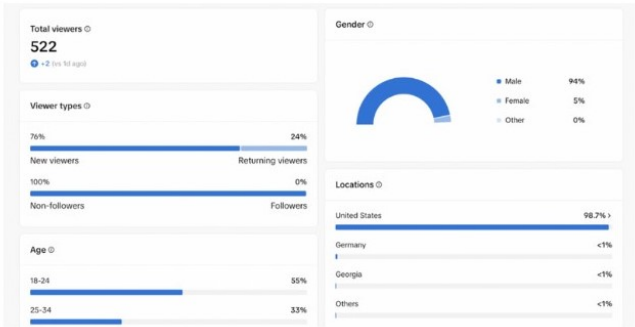 Total viewers
522
+2 (vs 1d ago)
Viewer types
76% 24%
New viewers Returning viewers
100% 0%
Non-followers Followers
Age
18-24 55%
25-34 33%
Gender
Male 94%
Female 5%
Other 0%
Locations
United States 98.7% >
Germany <1%
Georgia <1%
Others <1%